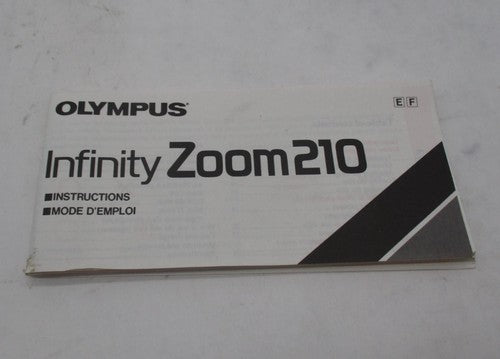 OLYMPUS
E F
Infinity Zoom 210
■INSTRUCTIONS
■MODE D'EMPLOI